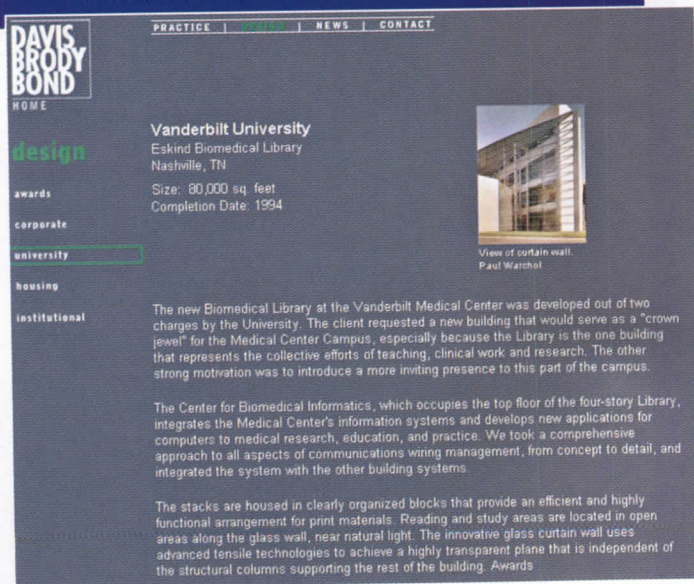 DAVIS
BRODY
BOND
HOME
PRACTICE | DESIGN | NEWS | CONTACT
design
awards
corporate
university
housing
institutional
Vanderbilt University
Eskind Biomedical Library
Nashville, TN
Size: 80,000 sq. feet
Completion Date: 1994
View of curtain wall.
Paul Warchol
The new Biomedical Library at the Vanderbilt Medical Center was developed out of two
charges by the University. The client requested a new building that would serve as a "crown
jewel" for the Medical Center Campus, especially because the Library is the one building
that represents the collective efforts of teaching, clinical work and research. The other
strong motivation was to introduce a more inviting presence to this part of the campus.
The Center for Biomedical Informatics, which occupies the top floor of the four-story Library,
integrates the Medical Center's information systems and develops new applications for
computers to medical research, education, and practice. We took a comprehensive
approach to all aspects of communications wiring management, from concept to detail, and
integrated the system with the other building systems.
The stacks are housed in clearly organized blocks that provide an efficient and highly
functional arrangement for print materials. Reading and study areas are located in open
areas along the glass wall, near natural light. The innovative glass curtain wall uses
advanced tensile technologies to achieve a highly transparent plane that is independent of
the structural columns supporting the rest of the building. Awards